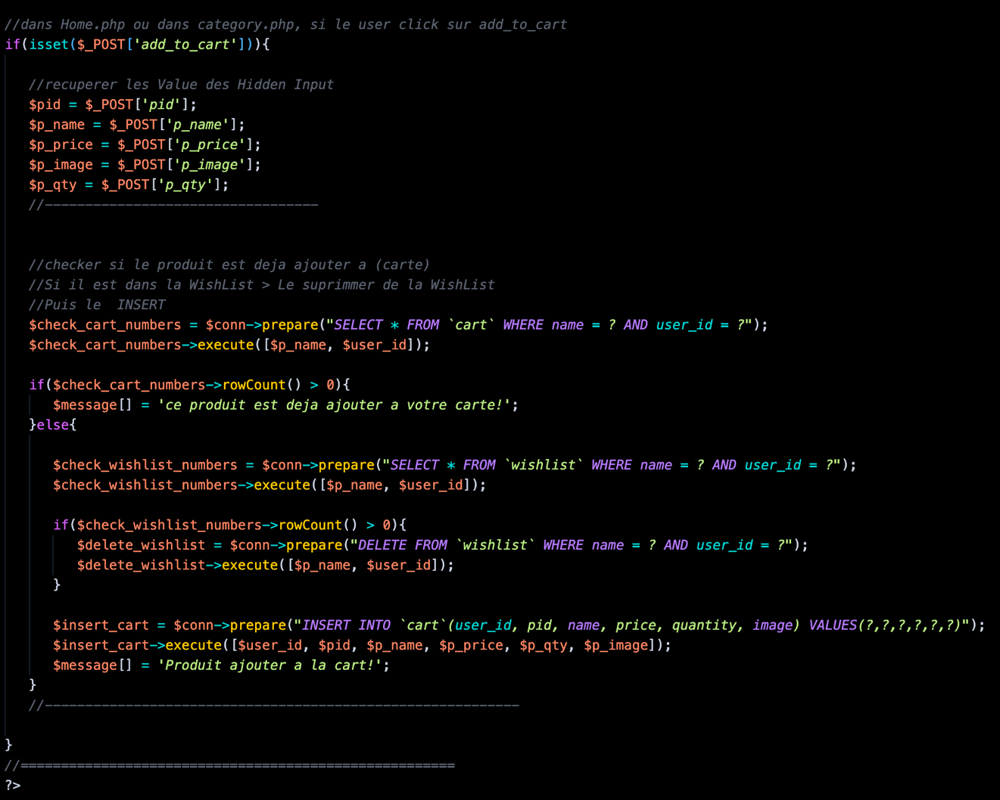 //dans Home.php ou dans category.php, si le user click sur add_to_cart
if(isset($_POST['add_to_cart'])){
//recuperer les Value des Hidden Input
$pid = $_POST['pid'];
$p_name = $_POST['p_name'];
$p_price = $_POST['p_price'];
$p_image = $_POST['p_image'];
$p_qty = $_POST['p_qty'];
//----------------------------------
//checker si le produit est deja ajouter a (carte)
//Si il est dans la WishList > Le suprimmer de la WishList
//Puis le  INSERT
$check_cart_numbers = $conn->prepare("SELECT * FROM `cart` WHERE name = ? AND user_id = ?");
$check_cart_numbers->execute([$p_name, $user_id]);
if($check_cart_numbers->rowCount() > 0){
$message[] = 'ce produit est deja ajouter a votre carte!';
}else{
$check_wishlist_numbers = $conn->prepare("SELECT * FROM `wishlist` WHERE name = ? AND user_id = ?");
$check_wishlist_numbers->execute([$p_name, $user_id]);
if($check_wishlist_numbers->rowCount() > 0){
$delete_wishlist = $conn->prepare("DELETE FROM `wishlist` WHERE name = ? AND user_id = ?");
$delete_wishlist->execute([$p_name, $user_id]);
}
$insert_cart = $conn->prepare("INSERT INTO `cart`(user_id, pid, name, price, quantity, image) VALUES(?,?,?,?,?,?)");
$insert_cart->execute([$user_id, $pid, $p_name, $p_price, $p_qty, $p_image]);
$message[] = 'Produit ajouter a la cart!';
}
//-----------------------------------------------------------
}
//======================================================
?>